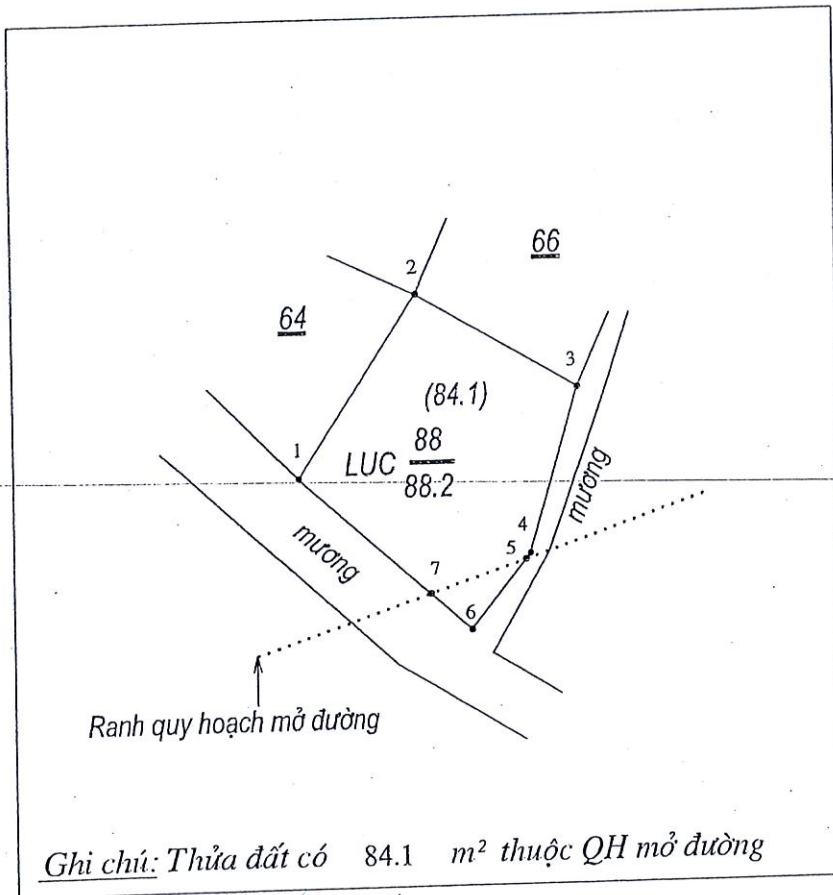 66
2
64
3
(84.1)
88
1
LUC
88.2
mương
4
5
mương
7
6
Ranh quy hoạch mở đường
Ghi chú: Thửa đất có 84.1 m² thuộc QH mở đường